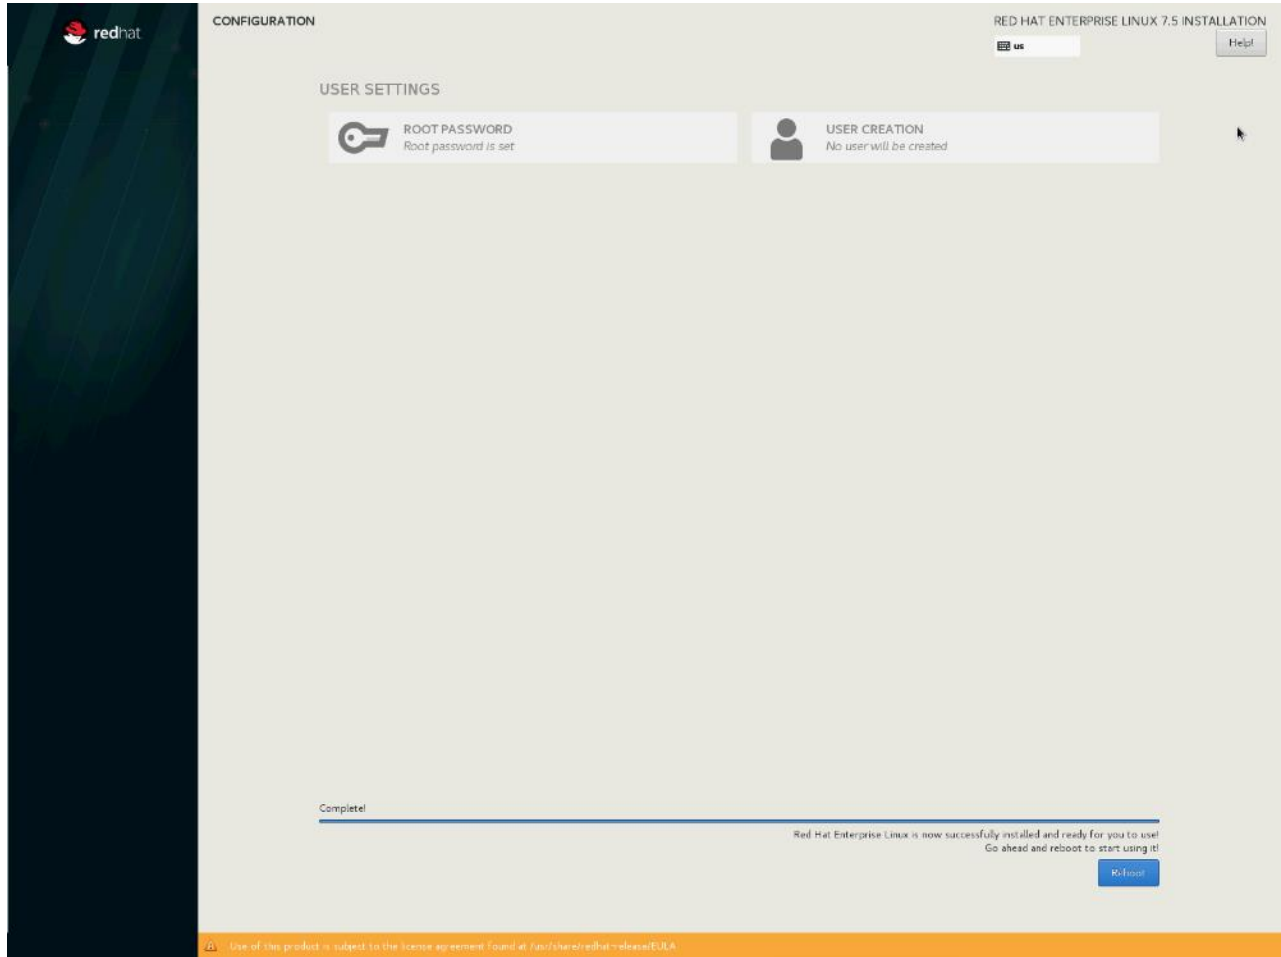 redhat
CONFIGURATION
RED HAT ENTERPRISE LINUX 7.5 INSTALLATION
us
Help!
USER SETTINGS
ROOT PASSWORD
Root password is set
USER CREATION
No user will be created
Complete!
Red Hat Enterprise Linux is now successfully installed and ready for you to use!
Go ahead and reboot to start using it!
Reboot
Use of this product is subject to the license agreement found at /usr/share/redhat-release/EULA